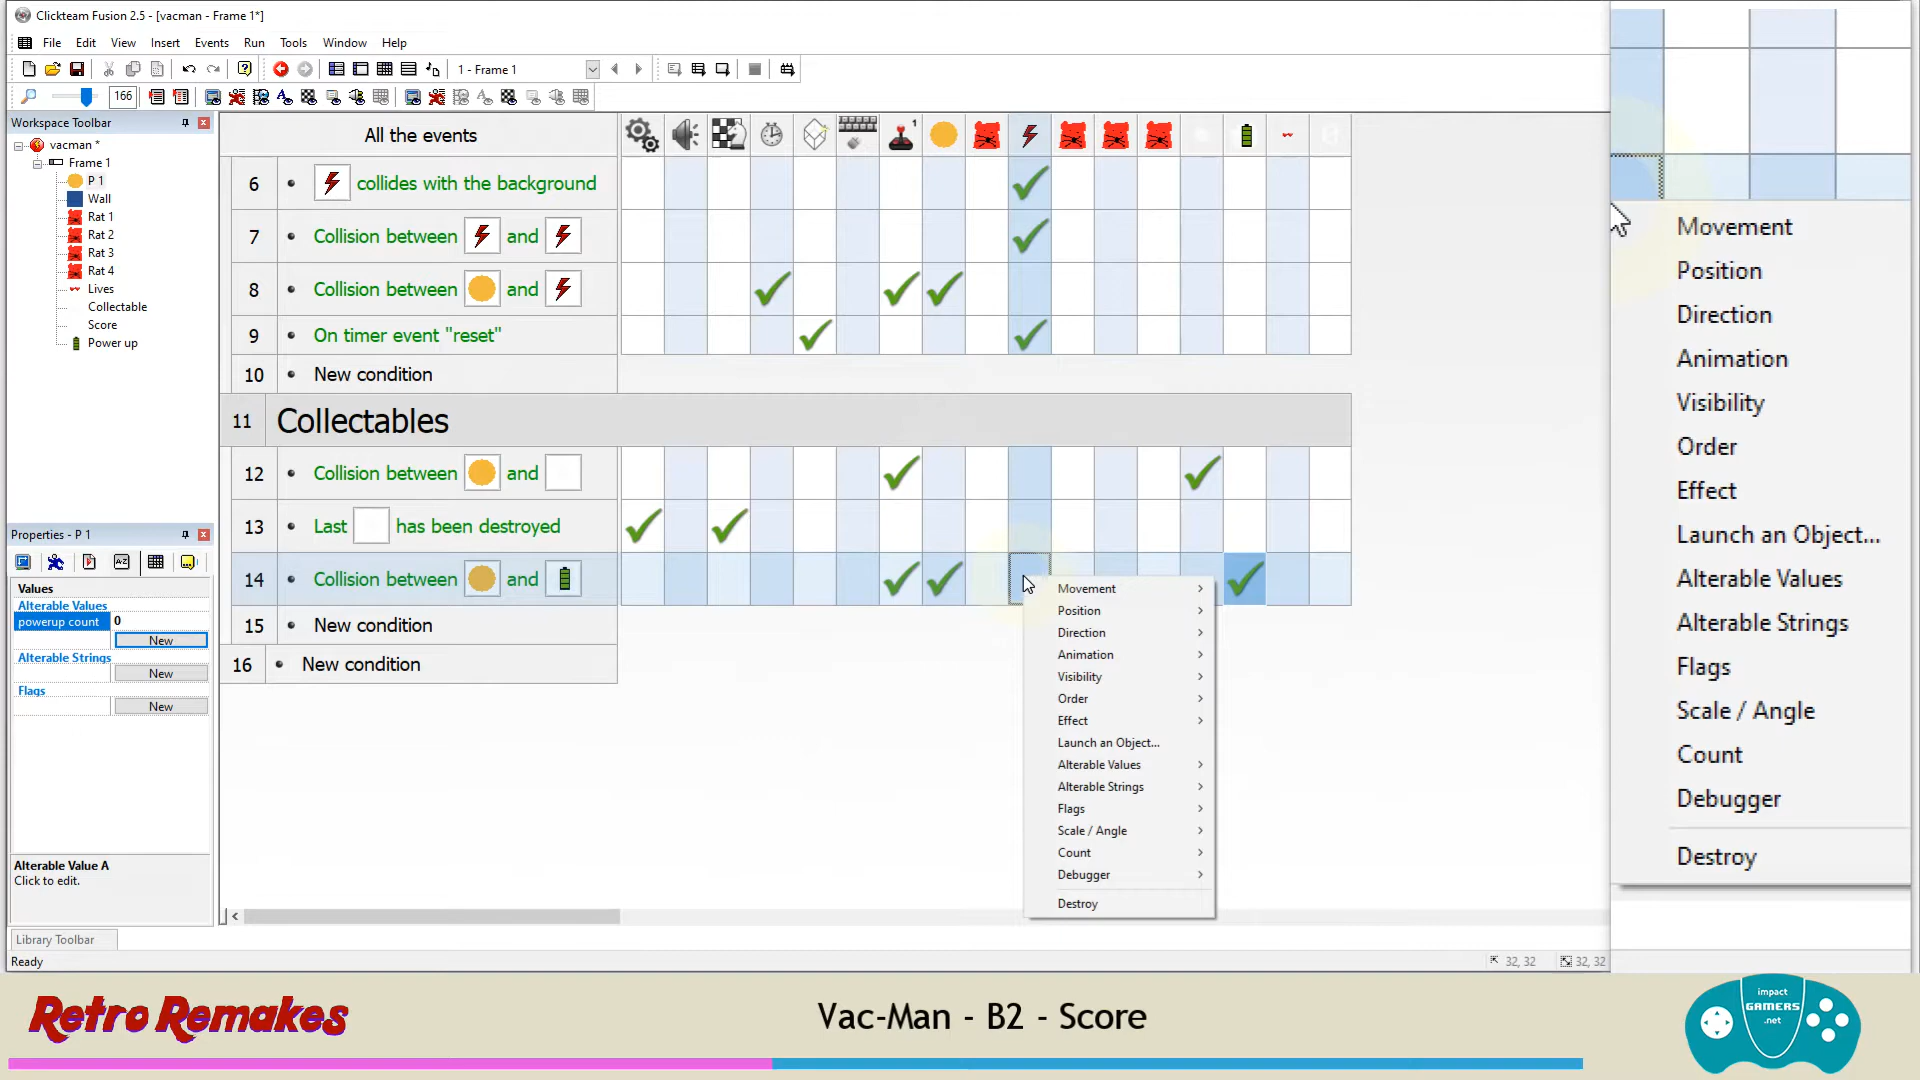 Clickteam Fusion 2.5 - [vacman - Frame 1*]
File Edit View Insert Events Run Tools Window Help
1 - Frame 1
166
Workspace Toolbar
vacman *
Frame 1
P 1
Wall
Rat 1
Rat 2
Rat 3
Rat 4
Lives
Collectable
Score
Power up
Properties - P 1
Values
Alterable Values
powerup count 0
New
Alterable Strings
New
Flags
New
Alterable Value A
Click to edit.
Library Toolbar
Ready
All the events
1
6 collides with the background
7 Collision between and
8 Collision between and
9 On timer event "reset"
10 New condition
11 Collectables
12 Collision between and
13 Last has been destroyed
14 Collision between and
15 New condition
16 New condition
Movement
Position
Direction
Animation
Visibility
Order
Effect
Launch an Object...
Alterable Values
Alterable Strings
Flags
Scale / Angle
Count
Debugger
Destroy
32, 32 32, 32
Movement
Position
Direction
Animation
Visibility
Order
Effect
Launch an Object...
Alterable Values
Alterable Strings
Flags
Scale / Angle
Count
Debugger
Destroy
Retro Remakes
Vac-Man - B2 - Score
impact
GAMERS
.net